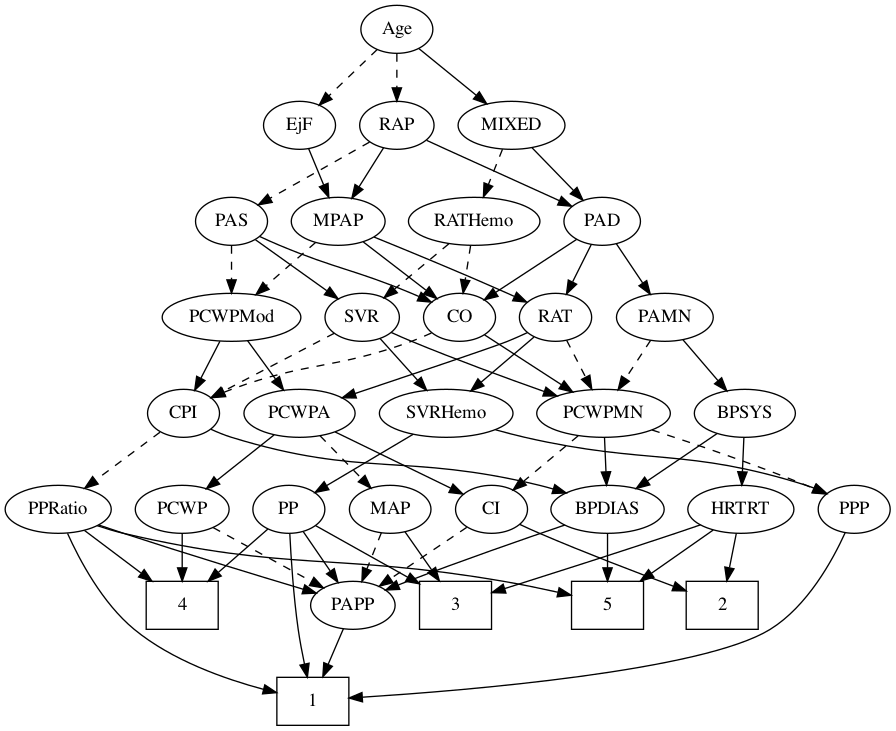 Age
EjF
RAP
MIXED
PAS
MPAP
RATHemo
PAD
PCWPMod
SVR
CO
RAT
PAMN
CPI
PCWPA
SVRHemo
PCWPMN
BPSYS
PPRatio
PCWP
PP
MAP
CI
BPDIAS
HRTRT
PPP
4
PAPP
3
5
2
1